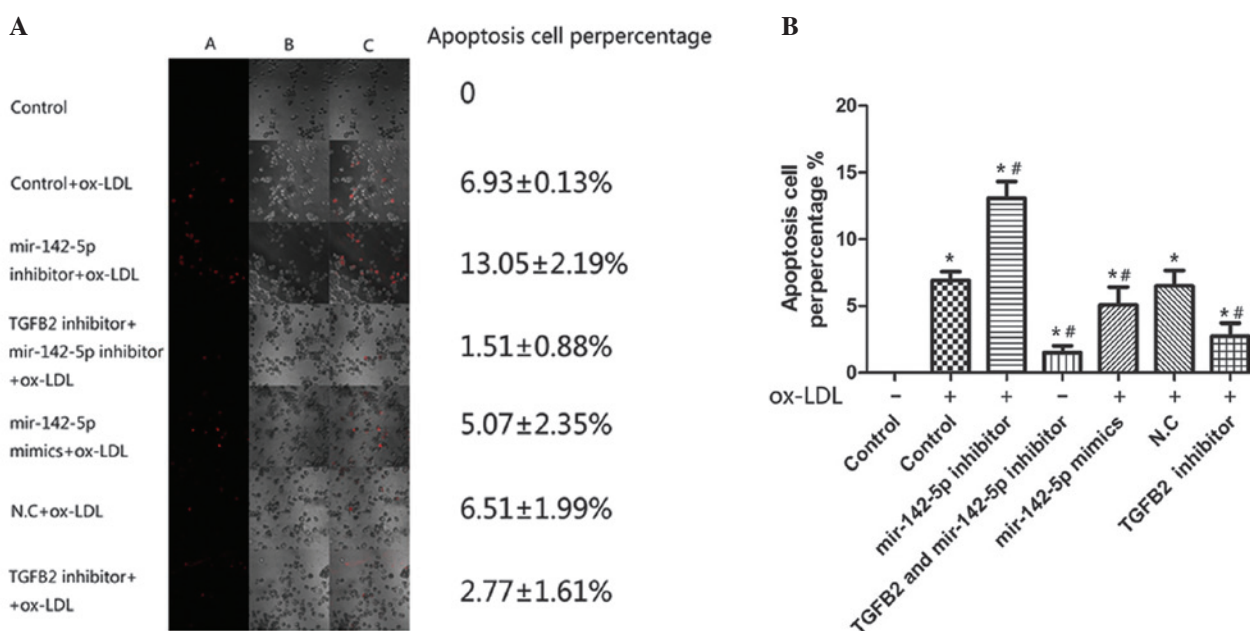 A
A B C Apoptosis cell perpercentage
Control
0
Control+ox-LDL
6.93±0.13%
mir-142-5p
inhibitor+ox-LDL
13.05±2.19%
TGFB2 inhibitor+
mir-142-5p inhibitor
+ox-LDL
1.51±0.88%
mir-142-5p
mimics+ox-LDL
5.07±2.35%
N.C+ox-LDL
6.51±1.99%
TGFB2 inhibitor+
+ox-LDL
2.77±1.61%
B
Apoptosis cell
perpercentage %
20
15
10
5
0
*
* #
* #
*#
*
*#
ox-LDL – + + – + + +
Control
Control
mir-142-5p inhibitor
TGFB2 and mir-142-5p inhibitor
mir-142-5p mimics
N.C
TGFB2 inhibitor